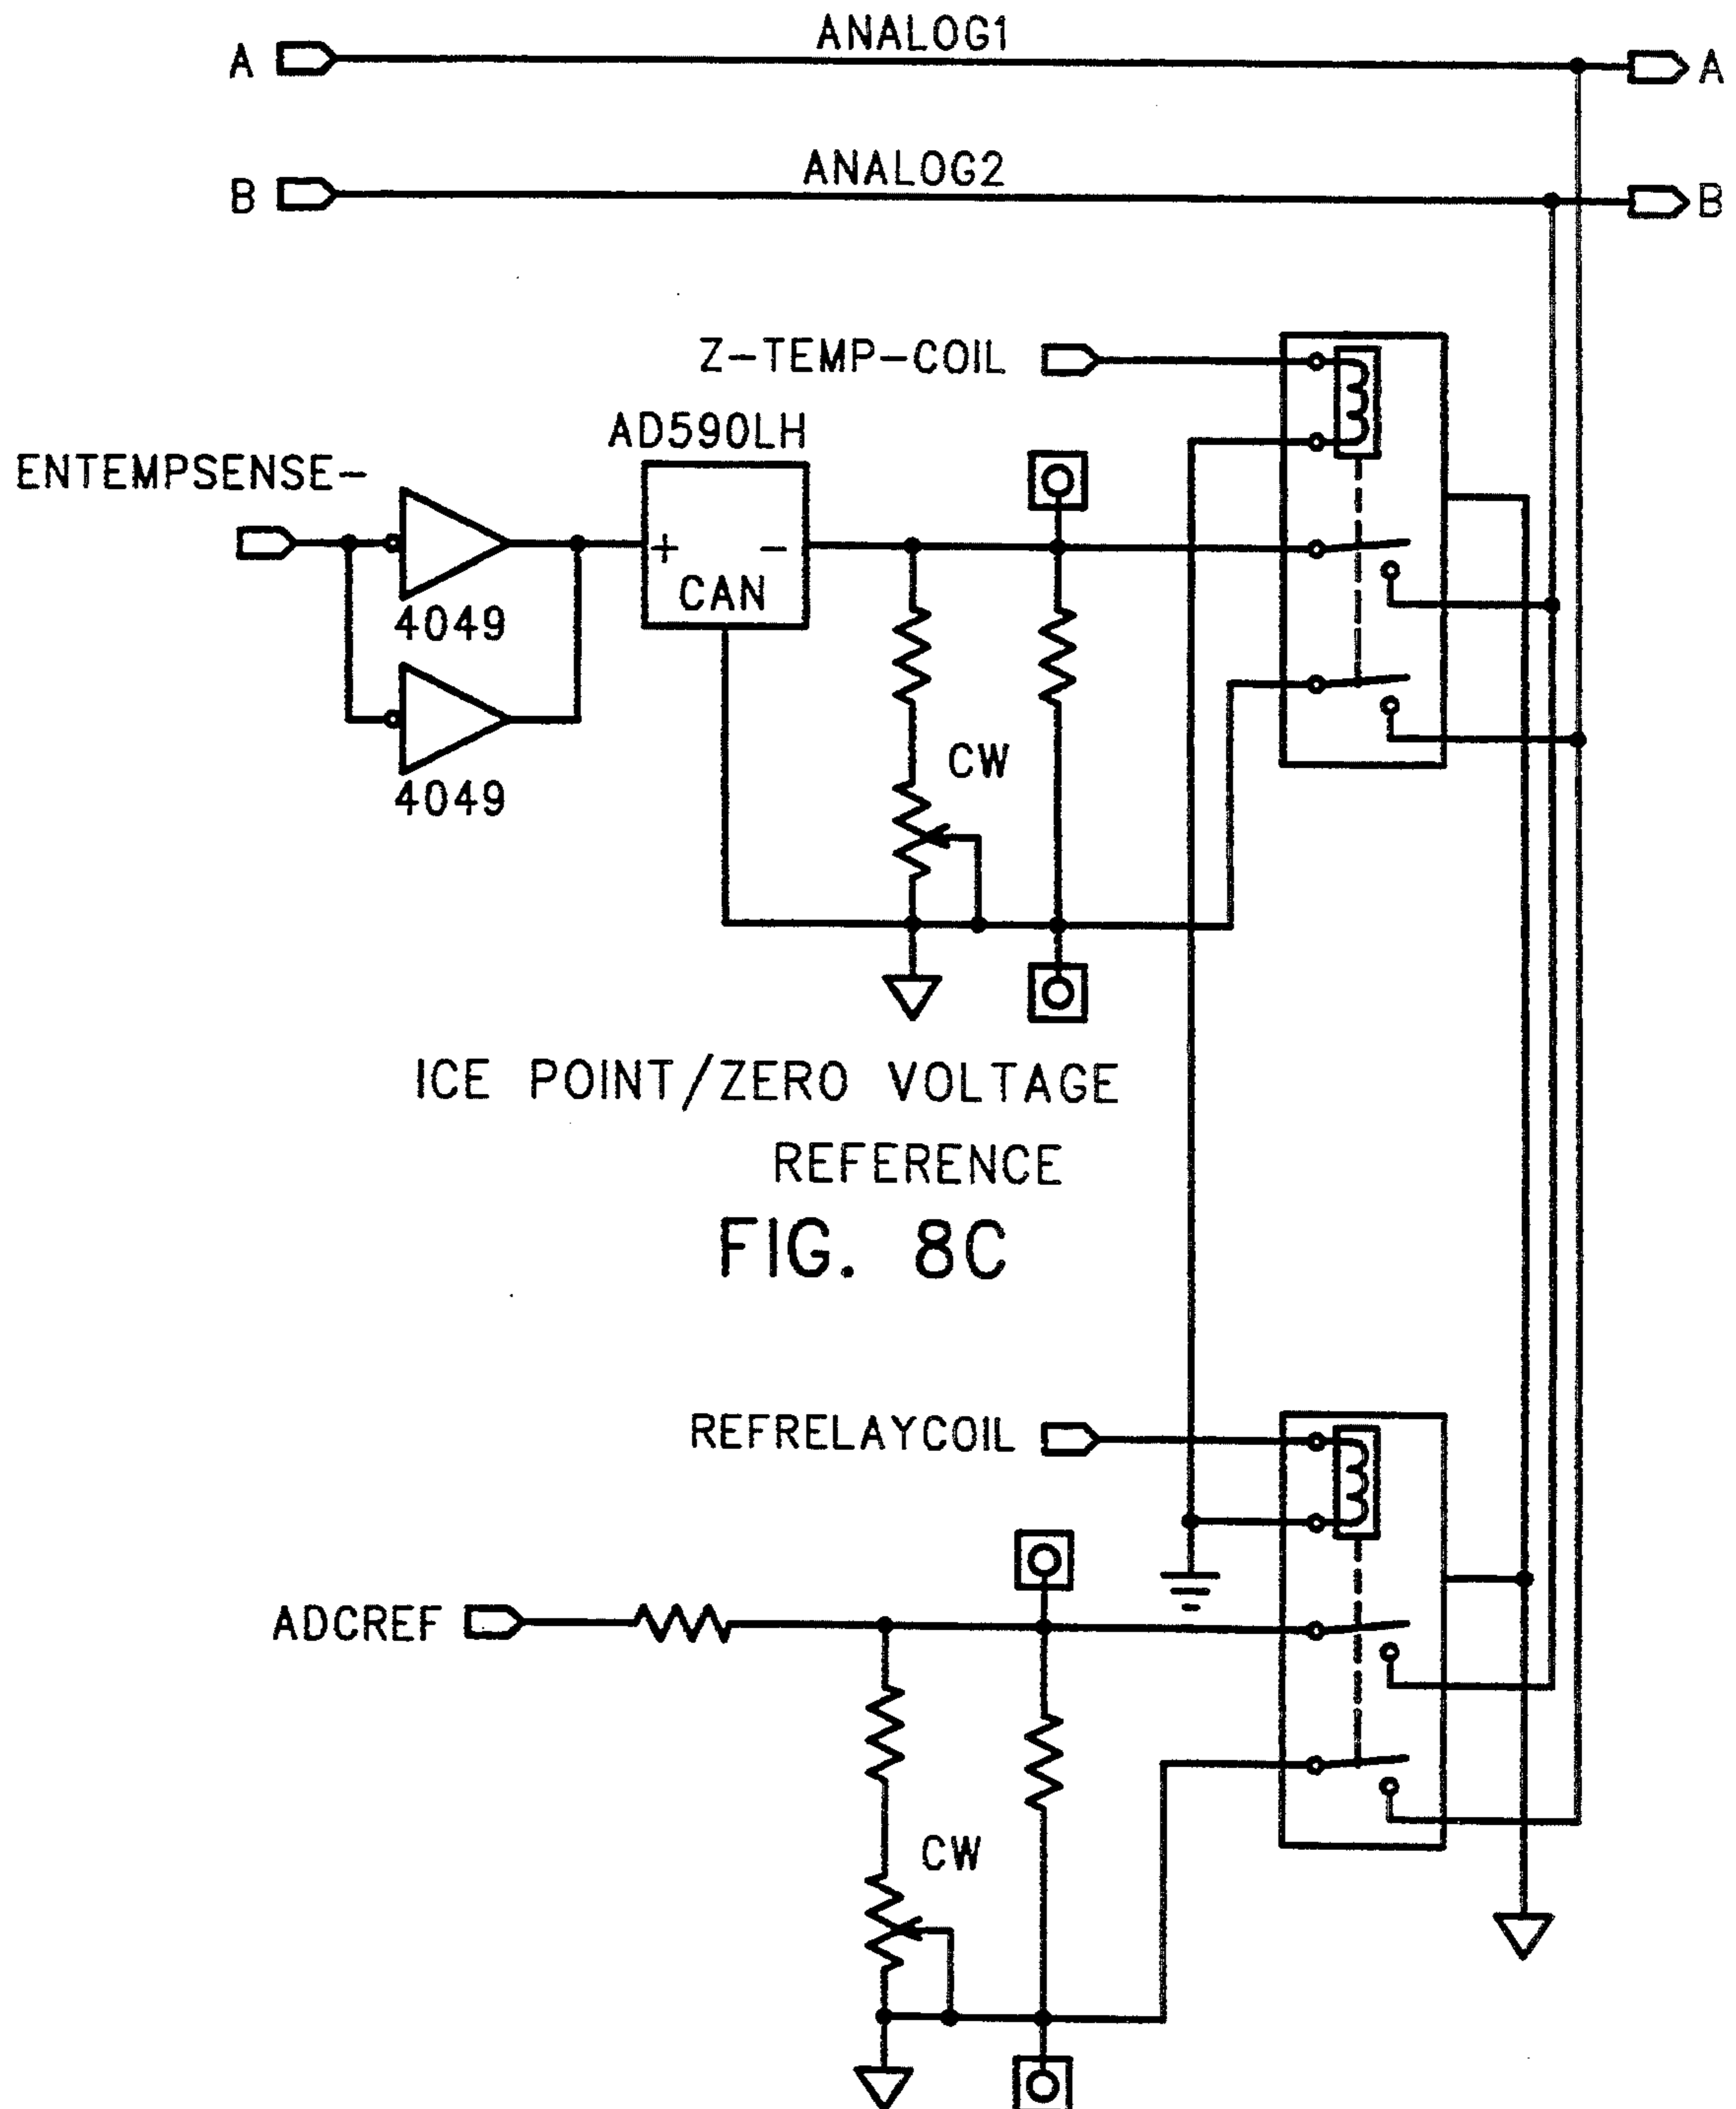 ANALOG1
A A
ANALOG2
B B
Z-TEMP-COIL
AD590LH
ENTEMPSENSE-
+ -
CAN
4049
CW
4049
ICE POINT/ZERO VOLTAGE
REFERENCE
FIG. 8C
REFRELAYCOIL
ADCREF
CW